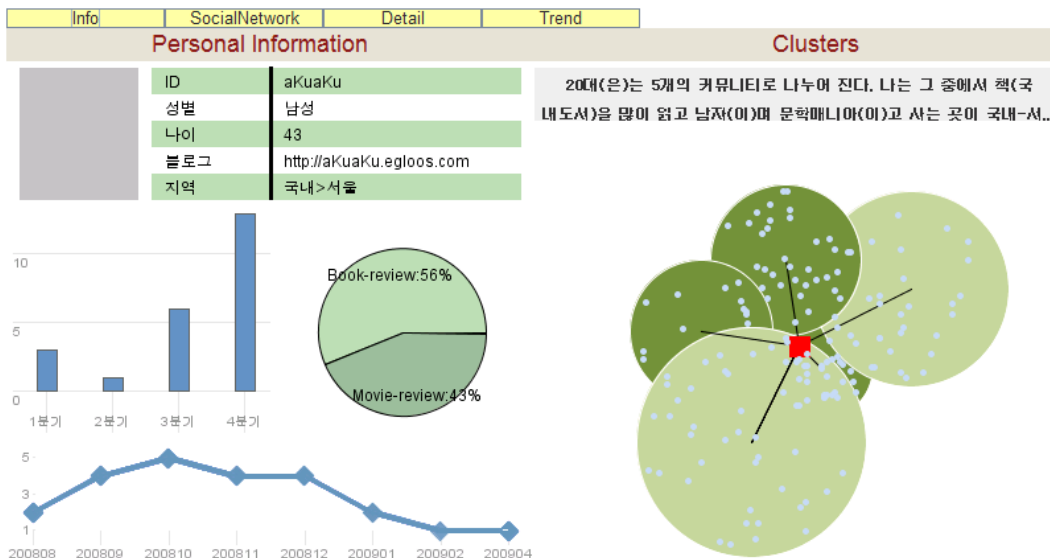 Info SocialNetwork Detail Trend
Personal Information
Clusters
ID aKuaKu
성별 남성
나이 43
블로그 http://aKuaKu.egloos.com
지역 국내>서울
20대(은)는 5개의 커뮤니티로 나누어 진다. 나는 그 중에서 책(국
내도서)을 많이 읽고 남자(이)며 문학매니아(이)고 사는 곳이 국내-서..
10
5
0
1분기 2분기 3분기 4분기
Book-review:56%
Movie-review:43%
5
3
1
200808 200809 200810 200811 200812 200901 200902 200904